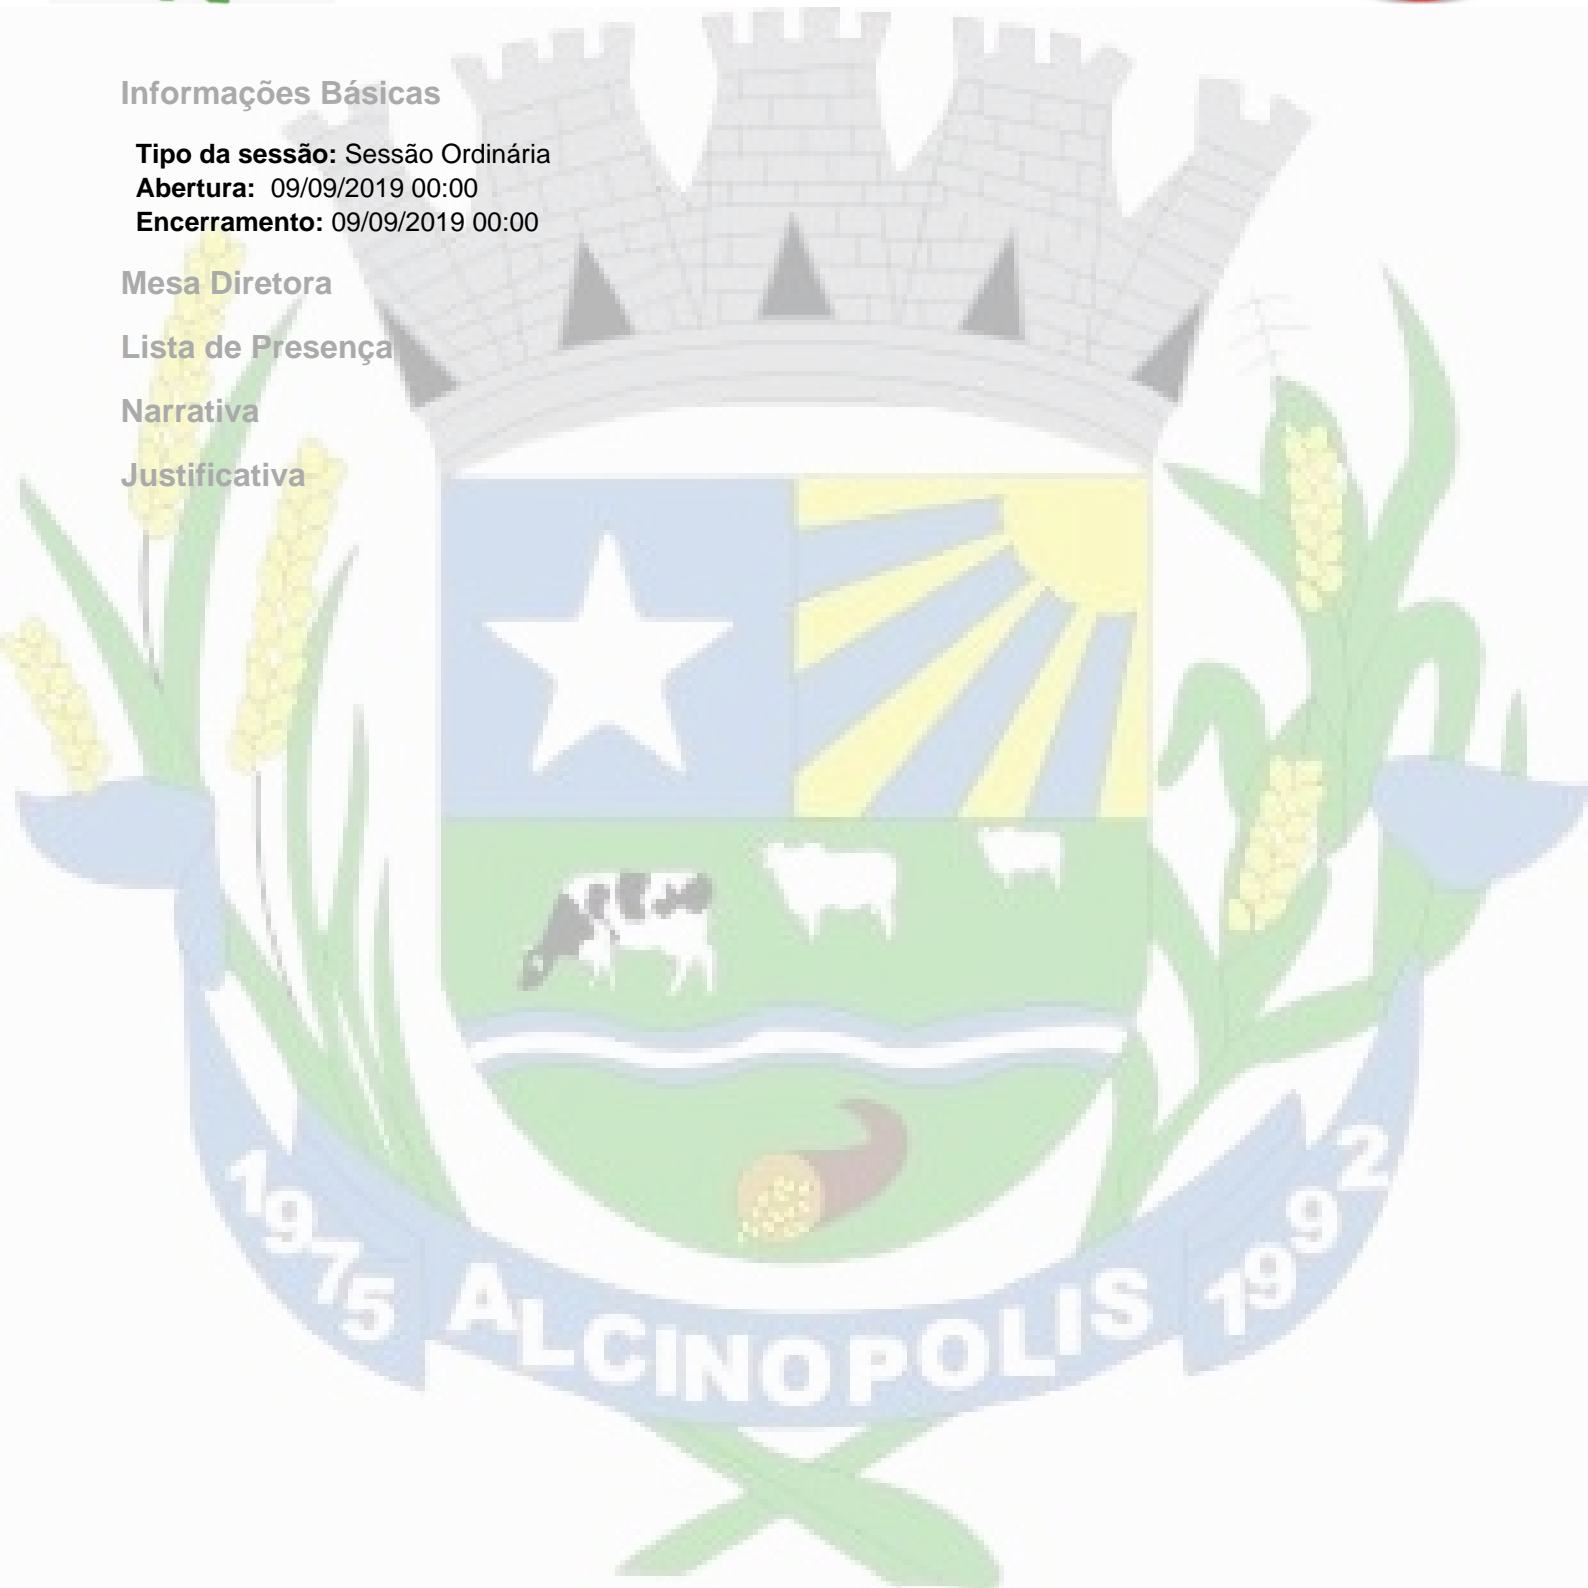 Informações Básicas
Tipo da sessão: Sessão Ordinária
Abertura: 09/09/2019 00:00
Encerramento: 09/09/2019 00:00
Mesa Diretora
Lista de Presença
Narrativa
Justificativa
1975 ALCINOPOLIS 1992